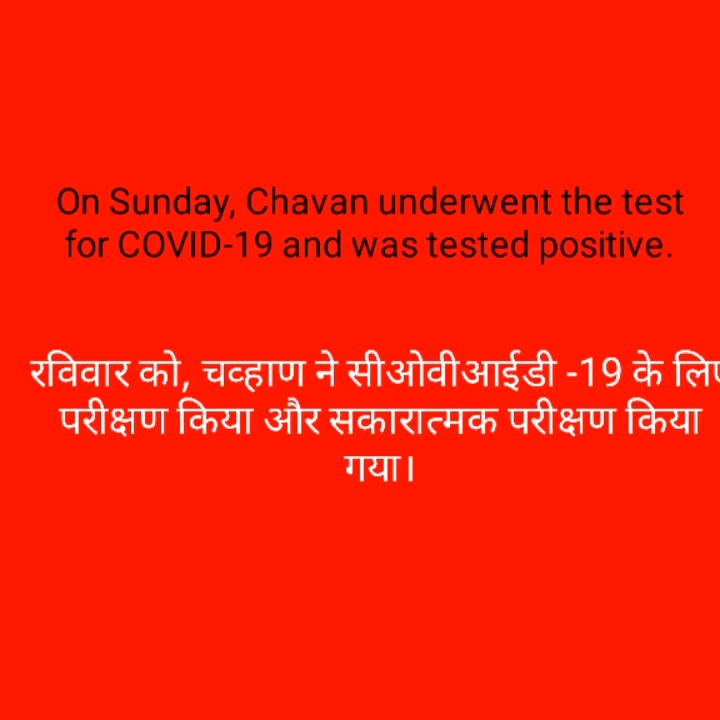 On Sunday, Chavan underwent the test
for COVID-19 and was tested positive.
रविवार को, चव्हाण ने सीओवीआईडी -19 के लिए
परीक्षण किया और सकारात्मक परीक्षण किया
गया।